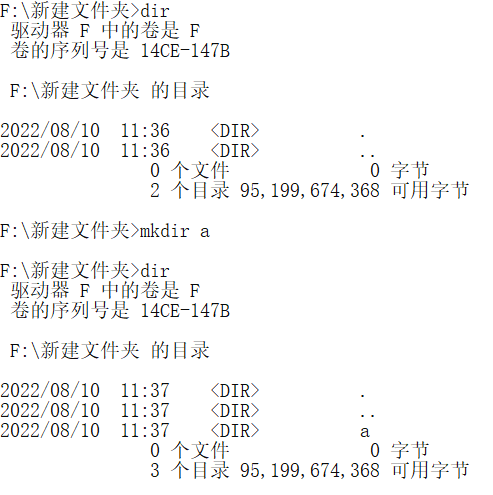 F:\新建文件夹>dir
驱动器 F 中的卷是 F
卷的序列号是 14CE-147B
F:\新建文件夹 的目录
2022/08/10  11:36    <DIR>          .
2022/08/10  11:36    <DIR>          ..
0 个文件              0 字节
2 个目录 95,199,674,368 可用字节
F:\新建文件夹>mkdir a
F:\新建文件夹>dir
驱动器 F 中的卷是 F
卷的序列号是 14CE-147B
F:\新建文件夹 的目录
2022/08/10  11:37    <DIR>          .
2022/08/10  11:37    <DIR>          ..
2022/08/10  11:37    <DIR>          a
0 个文件              0 字节
3 个目录 95,199,674,368 可用字节